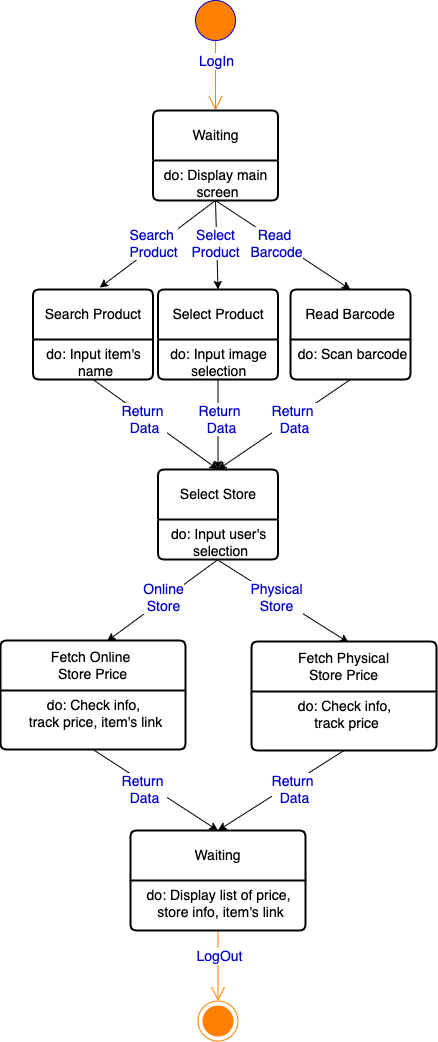 LogIn
Waiting
do: Display main
screen
Search
Product
Select
Product
Read
Barcode
Search Product
do: Input item's
name
Select Product
do: Input image
selection
Read Barcode
do: Scan barcode
Return
Data
Return
Data
Return
Data
Select Store
do: Input user's
selection
Online
Store
Physical
Store
Fetch Online
Store Price
do: Check info,
track price, item's link
Fetch Physical
Store Price
do: Check info,
track price
Return
Data
Return
Data
Waiting
do: Display list of price,
store info, item's link
LogOut